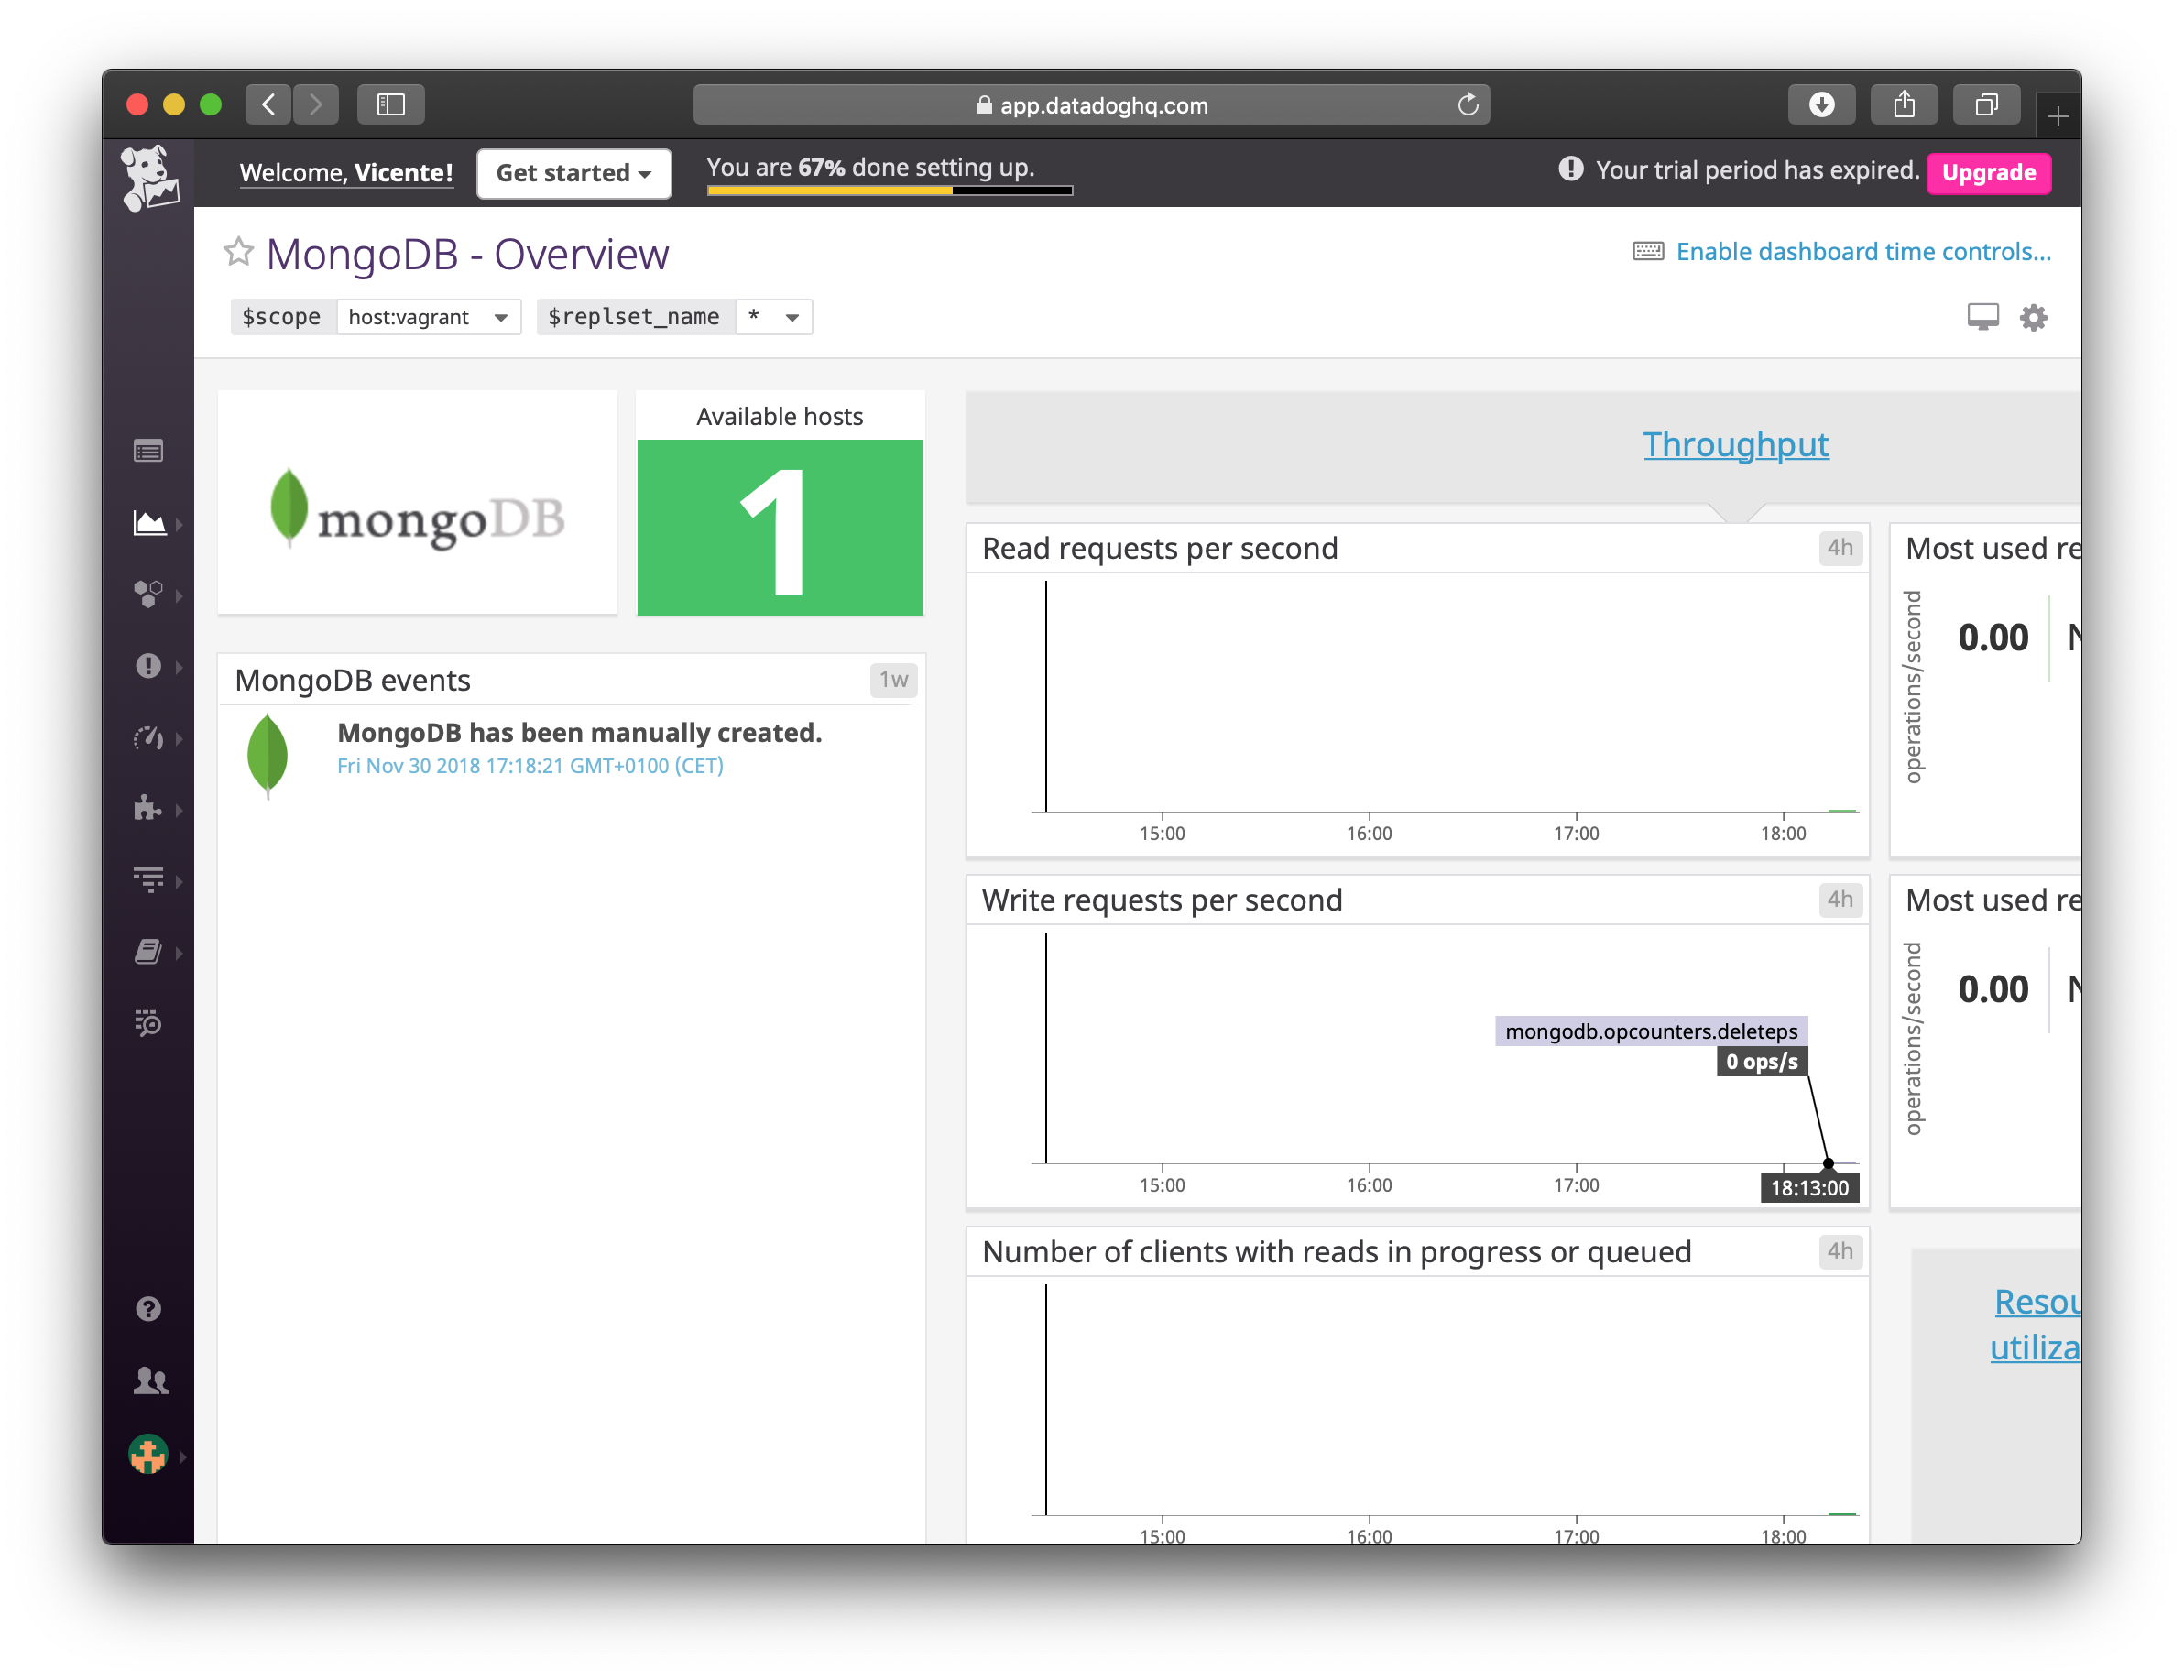 app.datadoghq.com
Welcome, Vicente!
Get started
You are 67% done setting up.
Your trial period has expired.
Upgrade
MongoDB - Overview
Enable dashboard time controls...
$scope host:vagrant
$replset_name *
mongoDB
Available hosts
1
MongoDB events 1w
MongoDB has been manually created.
Fri Nov 30 2018 17:18:21 GMT+0100 (CET)
Throughput
Read requests per second 4h
15:00 16:00 17:00 18:00
Most used re
operations/second
0.00
Write requests per second 4h
mongodb.opcounters.deleteps
0 ops/s
15:00 16:00 17:00
18:13:00
Most used re
operations/second
0.00
Number of clients with reads in progress or queued 4h
15:00 16:00 17:00 18:00
Resou
utiliza